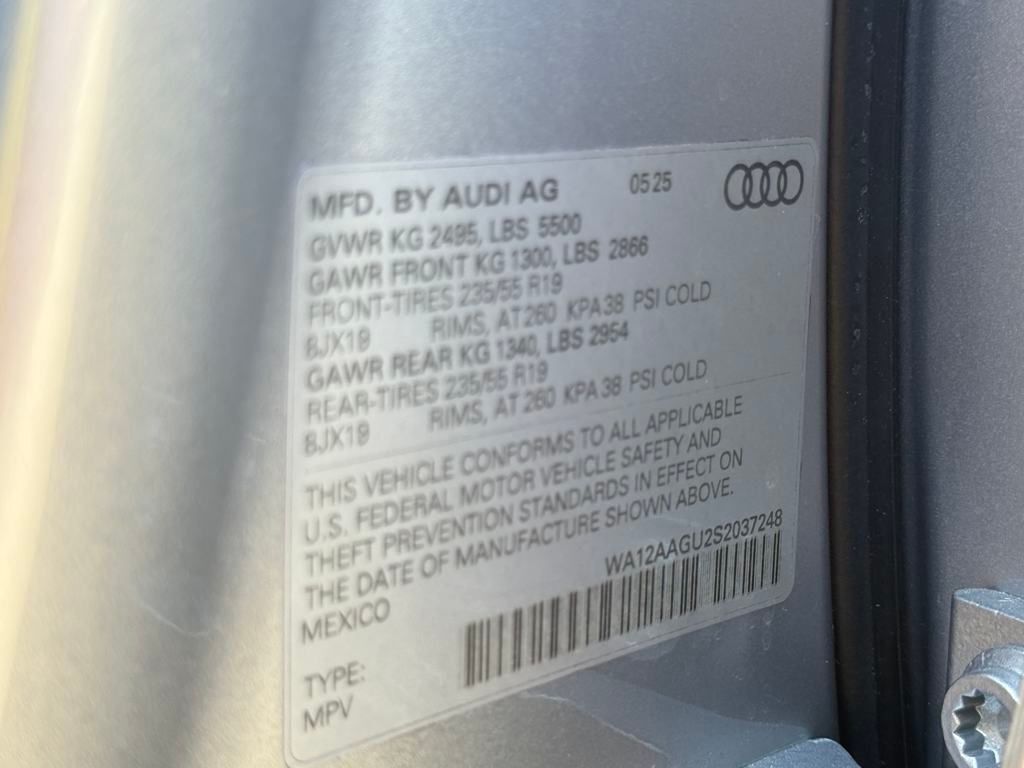 MFD. BY AUDI AG 05 25
GVWR KG 2495, LBS 5500
GAWR FRONT KG 1300, LBS 2866
FRONT-TIRES 235/55 R19
8JX19 RIMS, AT 260 KPA 38 PSI COLD
GAWR REAR KG 1340, LBS 2954
REAR-TIRES 235/55 R19
8JX19 RIMS, AT 260 KPA 38 PSI COLD
THIS VEHICLE CONFORMS TO ALL APPLICABLE
U.S. FEDERAL MOTOR VEHICLE SAFETY AND
THEFT PREVENTION STANDARDS IN EFFECT ON
THE DATE OF MANUFACTURE SHOWN ABOVE.
MEXICO WA12AAGU2S2037248
TYPE:
MPV